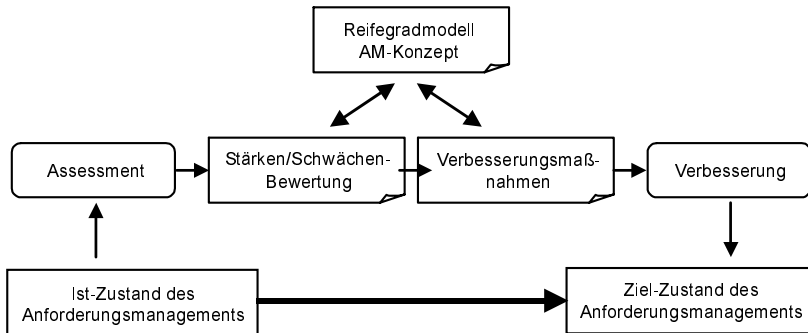 Reifegradmodell
AM-Konzept
Assessment
Stärken/Schwächen-
Bewertung
Verbesserungsmaß-
nahmen
Verbesserung
Ist-Zustand des
Anforderungsmanagements
Ziel-Zustand des
Anforderungsmanagements